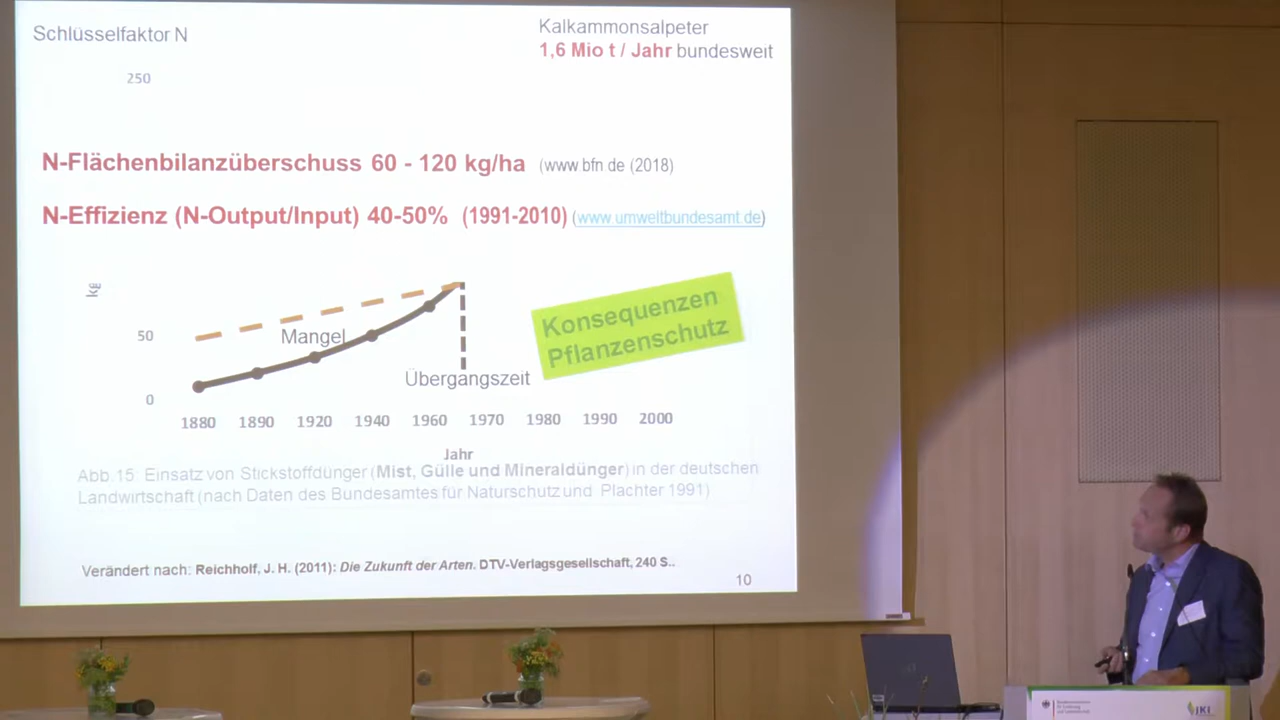 Schlüsselfaktor N
Kalkammonsalpeter
1,6 Mio t / Jahr bundesweit
250
N-Flächenbilanzüberschuss 60 - 120 kg/ha (www bfn de (2018)
N-Effizienz (N-Output/Input) 40-50% (1991-2010) (www.umweltbundesamt.de)
kg
50
Mangel
Konsequenzen
Pflanzenschutz
Übergangszeit
0
1880 1890 1920 1940 1960 1970 1980 1990 2000
Jahr
Abb.15: Einsatz von Stickstoffdünger (Mist, Gülle und Mineraldünger) in der deutschen
Landwirtschaft (nach Daten des Bundesamtes für Naturschutz und Plachter 1991)
Verändert nach: Reichholf, J. H. (2011): Die Zukunft der Arten. DTV-Verlagsgesellschaft, 240 S..
10
JKI